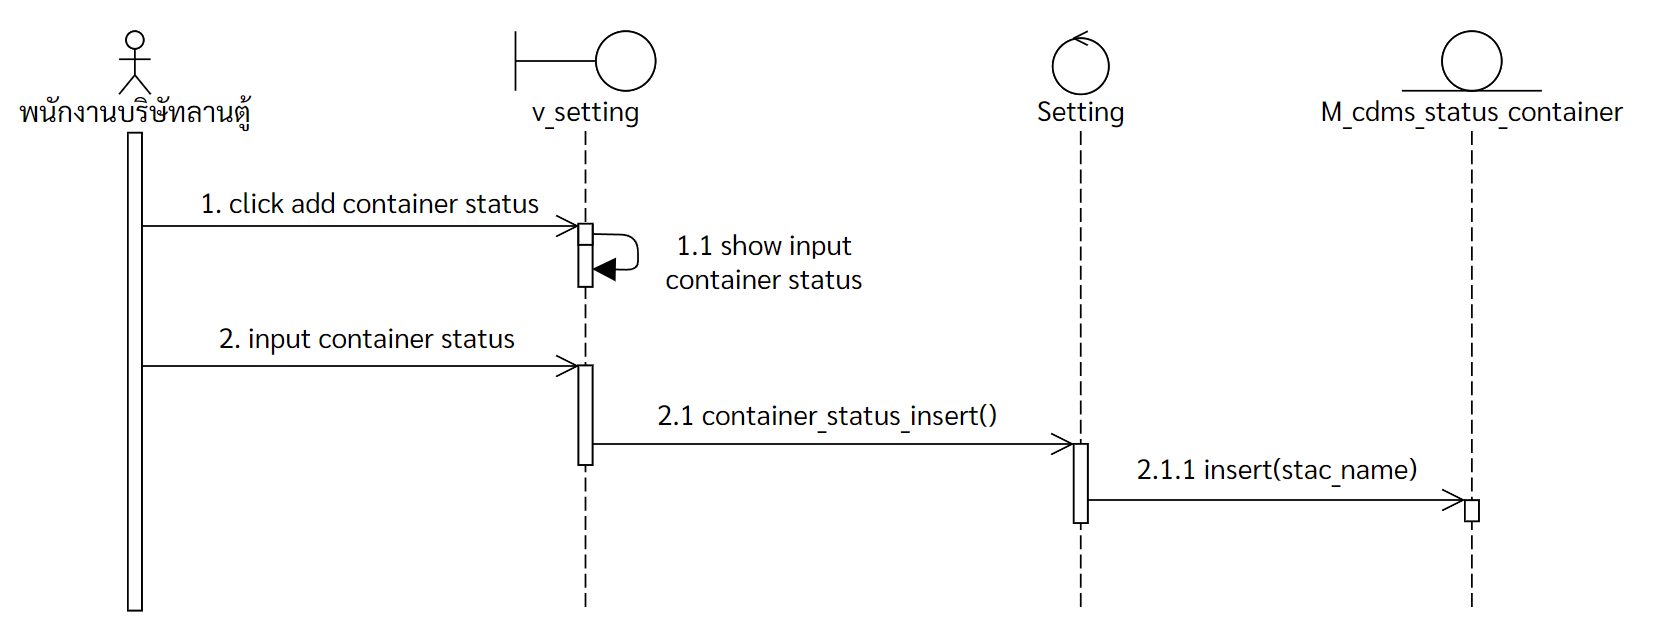 พนักงานบริษัทลานตู้
v_setting
Setting
M_cdms_status_container
1. click add container status
1.1 show input
container status
2. input container status
2.1 container_status_insert()
2.1.1 insert(stac_name)